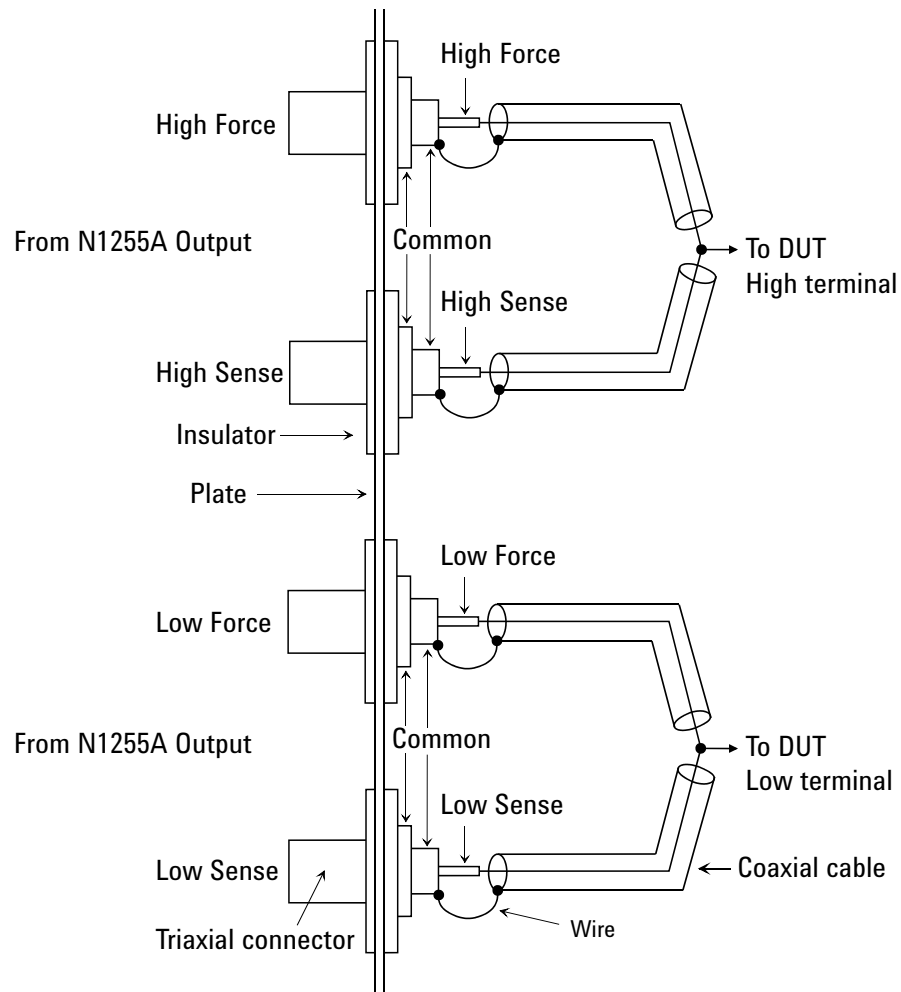 High Force
High Force
From N1255A Output
Common
To DUT
High terminal
High Sense
High Sense
Insulator
Plate
Low Force
Low Force
From N1255A Output
Common
To DUT
Low terminal
Low Sense
Low Sense
Coaxial cable
Wire
Triaxial connector